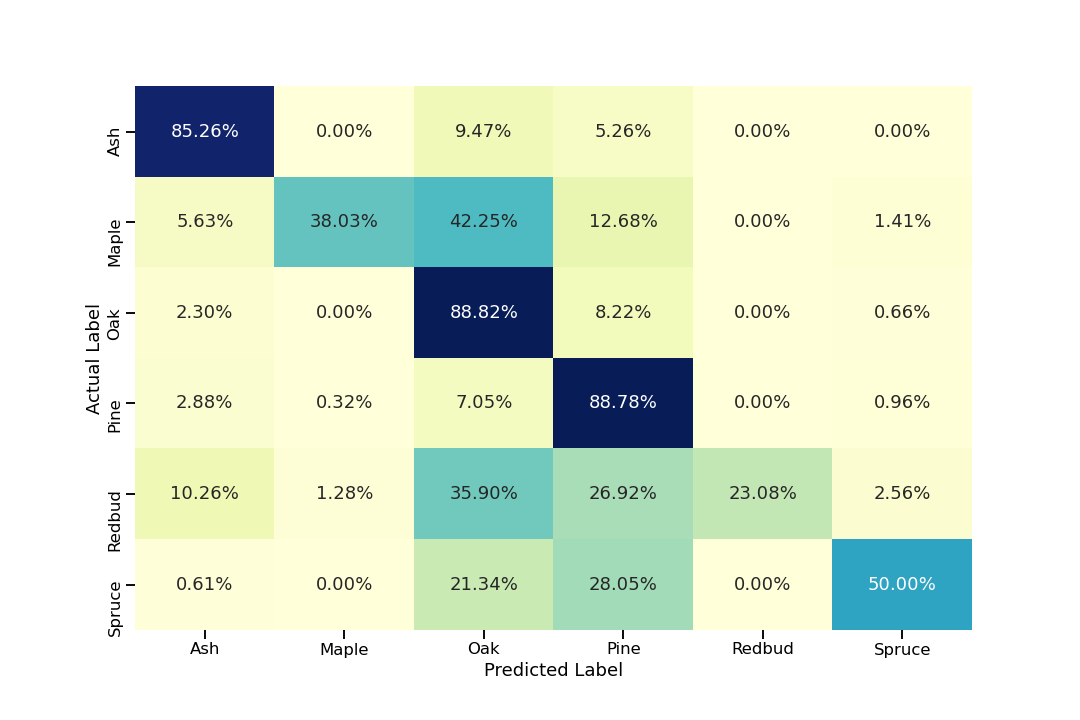 Actual Label
Ash 85.26% 0.00% 9.47% 5.26% 0.00% 0.00%
Maple 5.63% 38.03% 42.25% 12.68% 0.00% 1.41%
Oak 2.30% 0.00% 88.82% 8.22% 0.00% 0.66%
Pine 2.88% 0.32% 7.05% 88.78% 0.00% 0.96%
Redbud 10.26% 1.28% 35.90% 26.92% 23.08% 2.56%
Spruce 0.61% 0.00% 21.34% 28.05% 0.00% 50.00%
Ash Maple Oak Pine Redbud Spruce
Predicted Label